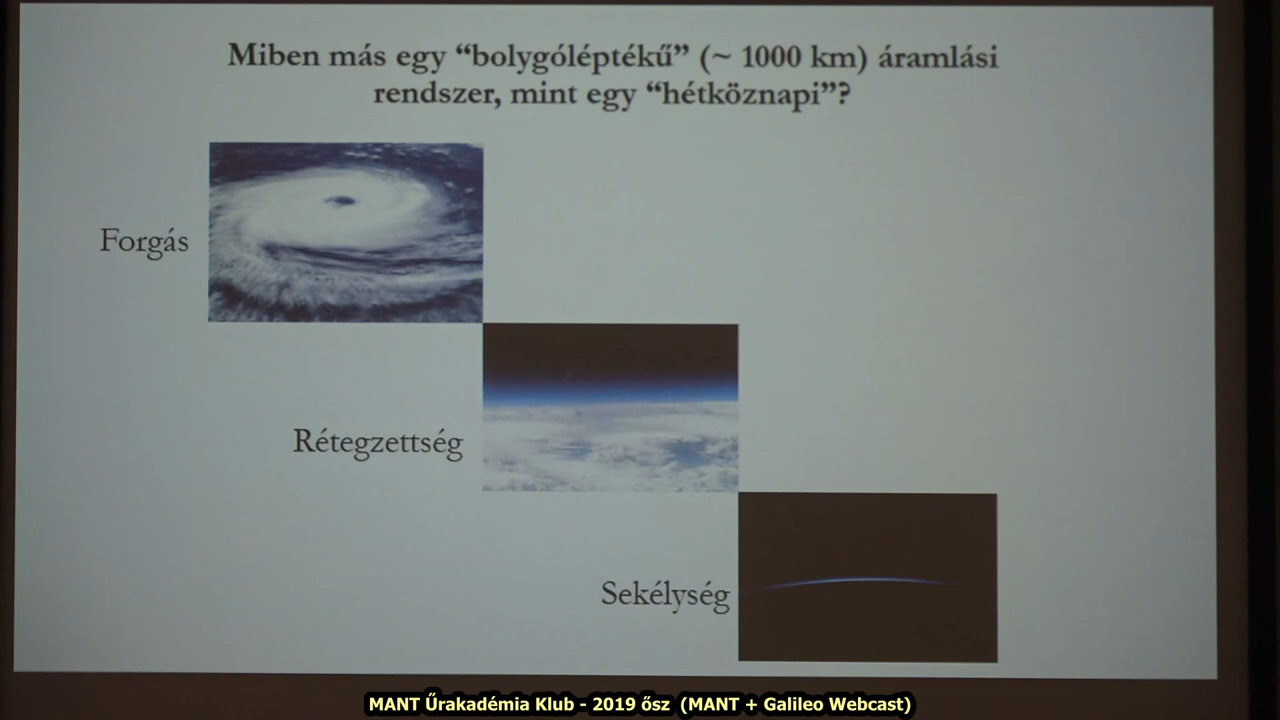 Miben más egy “bolygóléptékű” (~ 1000 km) áramlási
rendszer, mint egy “hétköznapi”?
Forgás
Rétegzettség
Sekélység
MANT Űrakadémia Klub - 2019 ősz (MANT + Galileo Webcast)